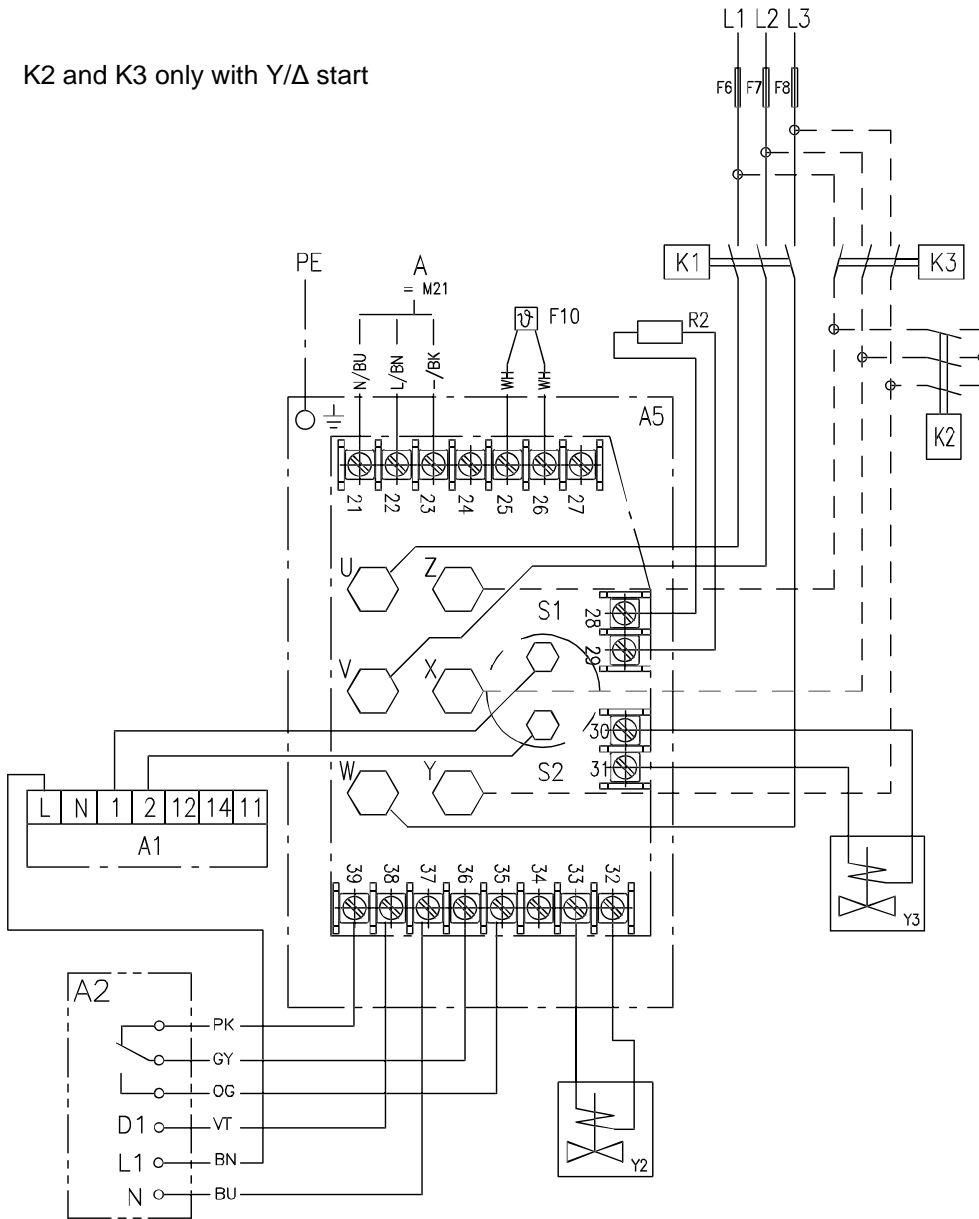 L1 L2 L3
K2 and K3 only with Y/Δ start
F6 F7 F8
PE
A
= M21
K1
K3
F10
R2
N/BU
L/BN
-/BK
WH
WH
A5
K2
21
22
23
24
25
26
27
U
Z
S1
28
29
V
X
30
31
W
Y
S2
L N 1 2 12 14 11
A1
39
38
37
36
35
34
33
32
Y3
A2
PK
GY
OG
D1 VT
L1 BN
N BU
Y2